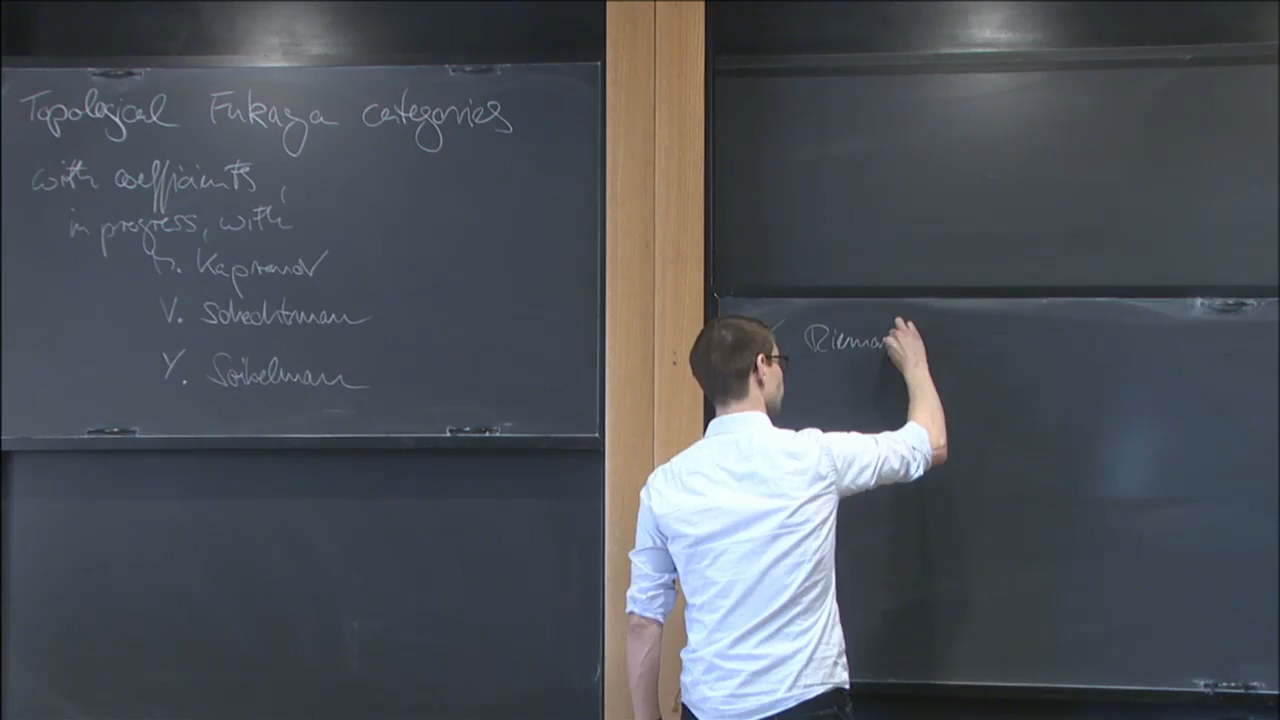 Topological Fukaya categories
with coefficients,
in progress, with
M. Kapranov
V. Schechtman
Y. Soibelman
Rieman